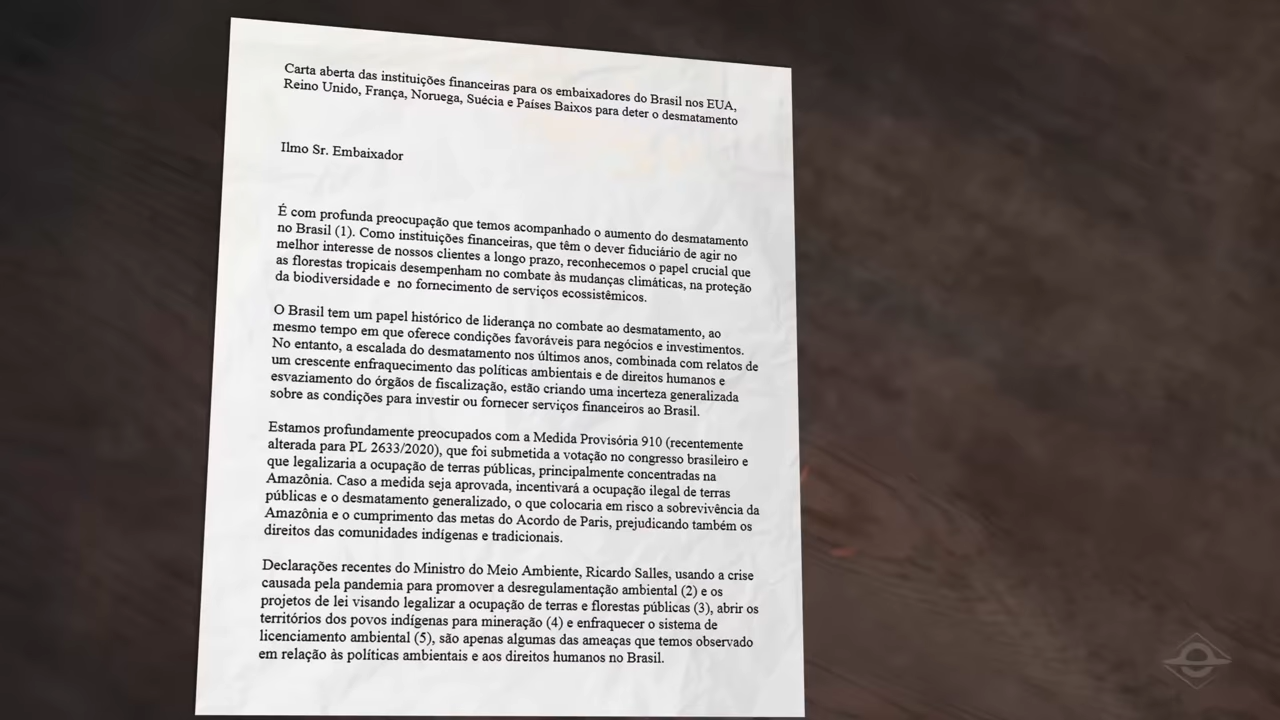 Carta aberta das instituições financeiras para os embaixadores do Brasil nos EUA,
Reino Unido, França, Noruega, Suécia e Países Baixos para deter o desmatamento
Ilmo Sr. Embaixador
É com profunda preocupação que temos acompanhado o aumento do desmatamento
no Brasil (1). Como instituições financeiras, que têm o dever fiduciário de agir no
melhor interesse de nossos clientes a longo prazo, reconhecemos o papel crucial que
as florestas tropicais desempenham no combate às mudanças climáticas, na proteção
da biodiversidade e no fornecimento de serviços ecossistêmicos.
O Brasil tem um papel histórico de liderança no combate ao desmatamento, ao
mesmo tempo em que oferece condições favoráveis para negócios e investimentos.
No entanto, a escalada do desmatamento nos últimos anos, combinada com relatos de
um crescente enfraquecimento das políticas ambientais e de direitos humanos e
esvaziamento do órgãos de fiscalização, estão criando uma incerteza generalizada
sobre as condições para investir ou fornecer serviços financeiros ao Brasil.
Estamos profundamente preocupados com a Medida Provisória 910 (recentemente
alterada para PL 2633/2020), que foi submetida a votação no congresso brasileiro e
que legalizaria a ocupação de terras públicas, principalmente concentradas na
Amazônia. Caso a medida seja aprovada, incentivará a ocupação ilegal de terras
públicas e o desmatamento generalizado, o que colocaria em risco a sobrevivência da
Amazônia e o cumprimento das metas do Acordo de Paris, prejudicando também os
direitos das comunidades indígenas e tradicionais.
Declarações recentes do Ministro do Meio Ambiente, Ricardo Salles, usando a crise
causada pela pandemia para promover a desregulamentação ambiental (2) e os
projetos de lei visando legalizar a ocupação de terras e florestas públicas (3), abrir os
territórios dos povos indígenas para mineração (4) e enfraquecer o sistema de
licenciamento ambiental (5), são apenas algumas das ameaças que temos observado
em relação às políticas ambientais e aos direitos humanos no Brasil.